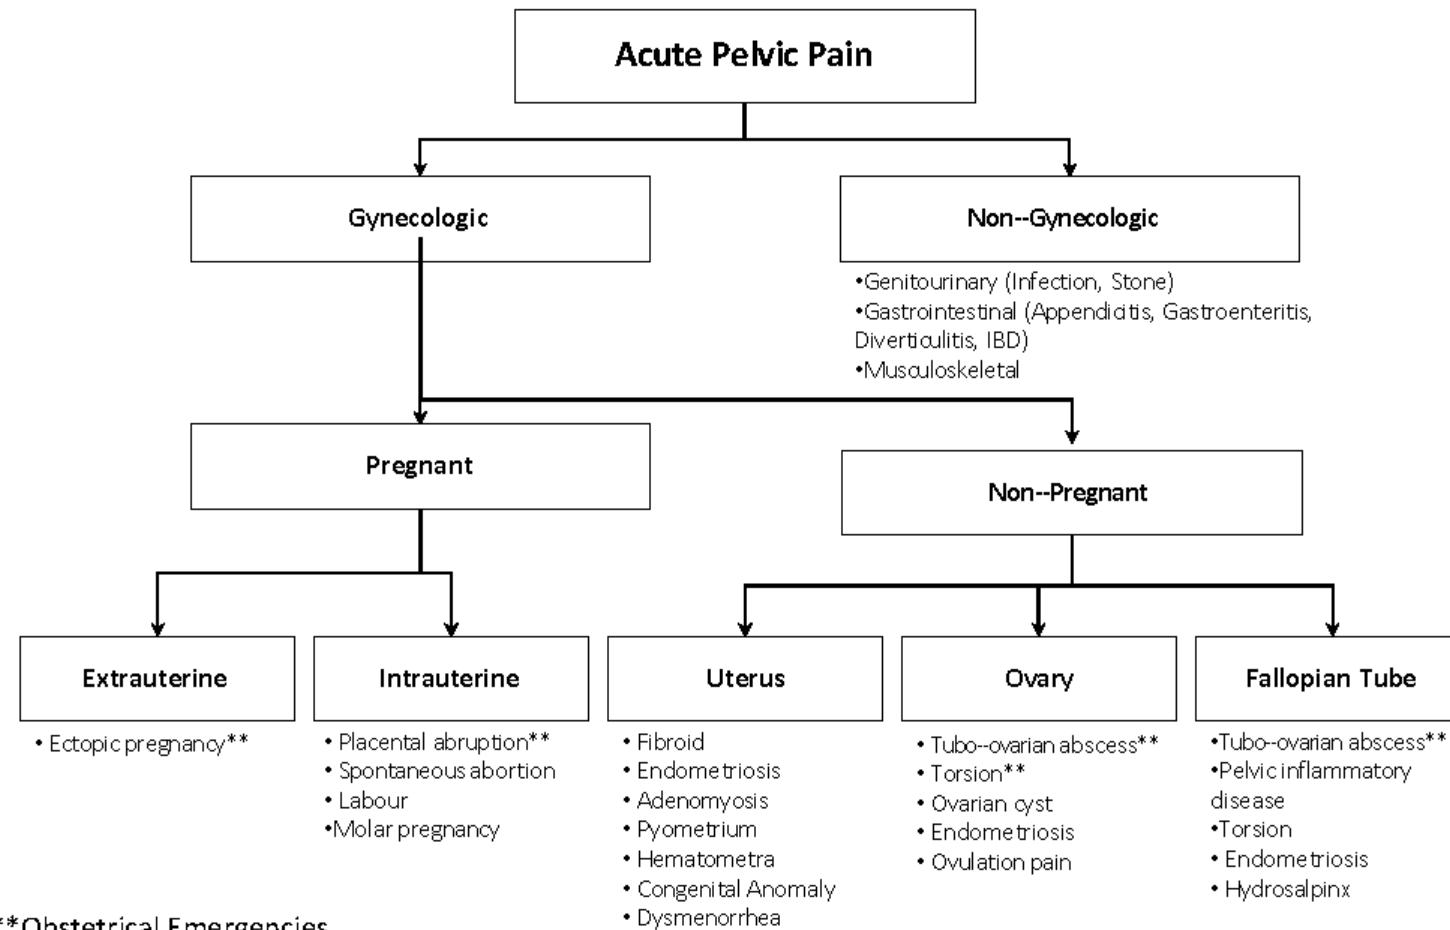 Acute Pelvic Pain
Gynecologic
Non--Gynecologic
•Genitourinary (Infection, Stone)
•Gastrointestinal (Appendicitis, Gastroenteritis,
Diverticulitis, IBD)
•Musculoskeletal
Pregnant
Non--Pregnant
Extrauterine
• Ectopic pregnancy**
Intrauterine
• Placental abruption**
• Spontaneous abortion
• Labour
•Molar pregnancy
Uterus
• Fibroid
• Endometriosis
• Adenomyosis
• Pyometrium
• Hematometra
• Congenital Anomaly
• Dysmenorrhea
Ovary
• Tubo--ovarian abscess**
• Torsion**
• Ovarian cyst
• Endometriosis
• Ovulation pain
Fallopian Tube
•Tubo--ovarian abscess**
•Pelvic inflammatory
disease
•Torsion
• Endometriosis
• Hydrosalpinx
**Obstetrical Emergencies